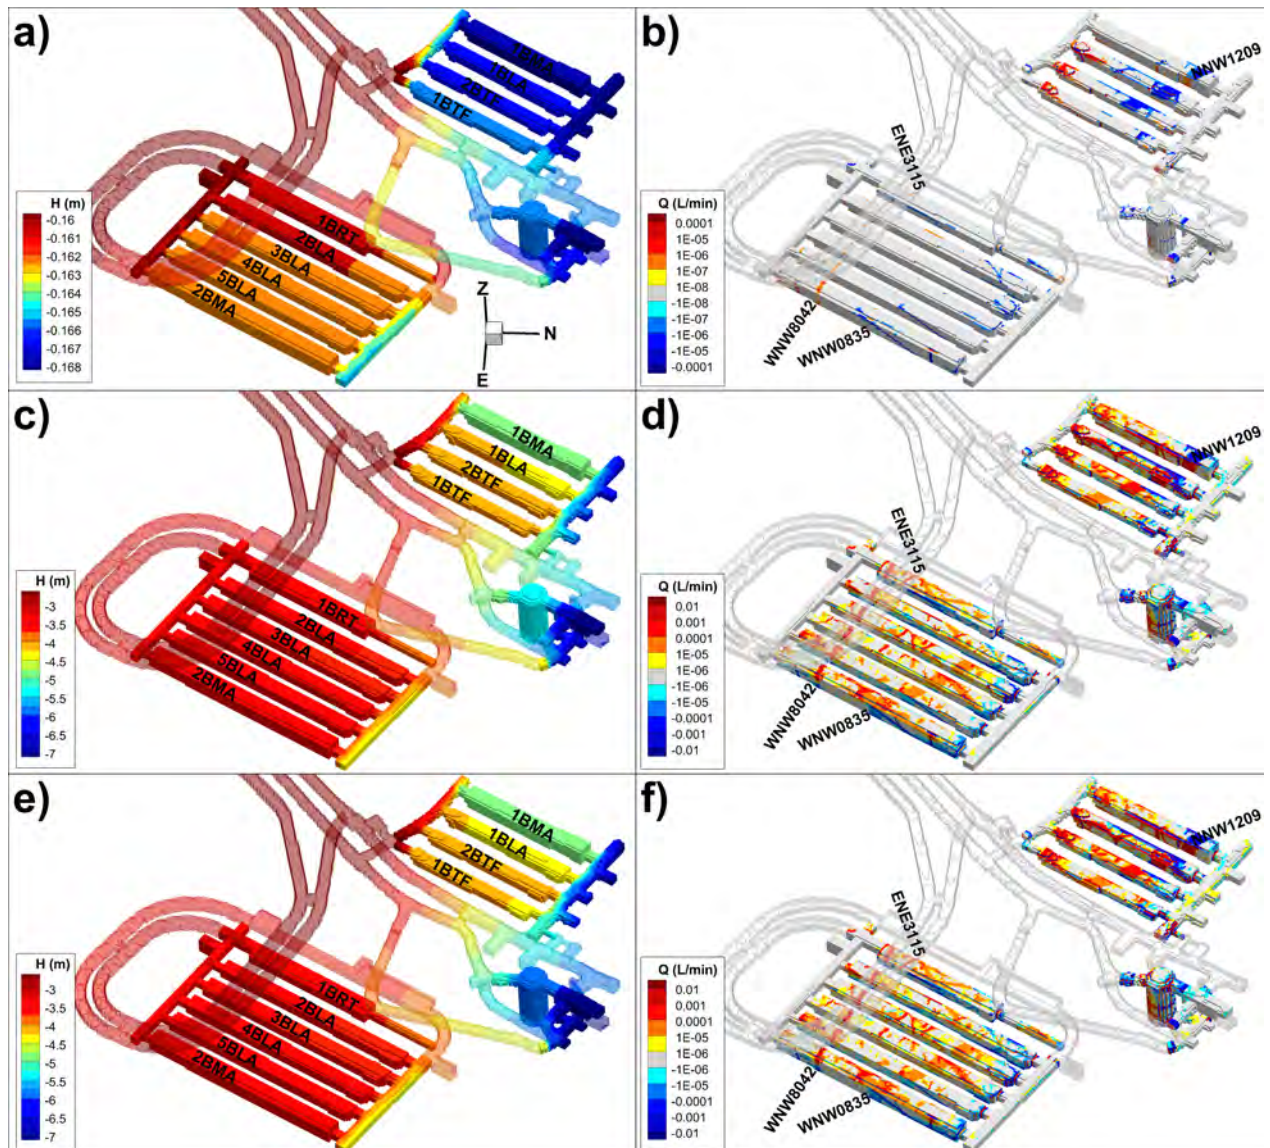 a)
1BMA
1BLA
2BTF
1BTF
H (m)
-0.16
-0.161
-0.162
-0.163
-0.164
-0.165
-0.166
-0.167
-0.168
1BRT
2BLA
3BLA
4BLA
5BLA
2BMA
Z
N
E
b)
NNW1209
ENE3115
Q (L/min)
0.0001
1E-05
1E-06
1E-07
-1E-08
-1E-07
-1E-06
-1E-05
-0.0001
WNW8042
WNW0835
c)
1BMA
1BLA
2BTF
1BTF
H (m)
-3
-3.5
-4
-4.5
-5
-5.5
-6
-6.5
-7
1BRT
2BLA
3BLA
4BLA
5BLA
2BMA
d)
NNW1209
ENE3115
Q (L/min)
0.01
0.001
0.0001
1E-05
1E-06
-1E-06
-1E-05
-0.0001
-0.001
-0.01
WNW8042
WNW0835
e)
1BMA
1BLA
2BTF
1BTF
H (m)
-3
-3.5
-4
-4.5
-5
-5.5
-6
-6.5
-7
1BRT
2BLA
3BLA
4BLA
5BLA
2BMA
f)
NNW1209
ENE3115
Q (L/min)
0.01
0.001
0.0001
1E-05
1E-06
-1E-06
-1E-05
-0.0001
-0.001
-0.01
WNW8042
WNW0835